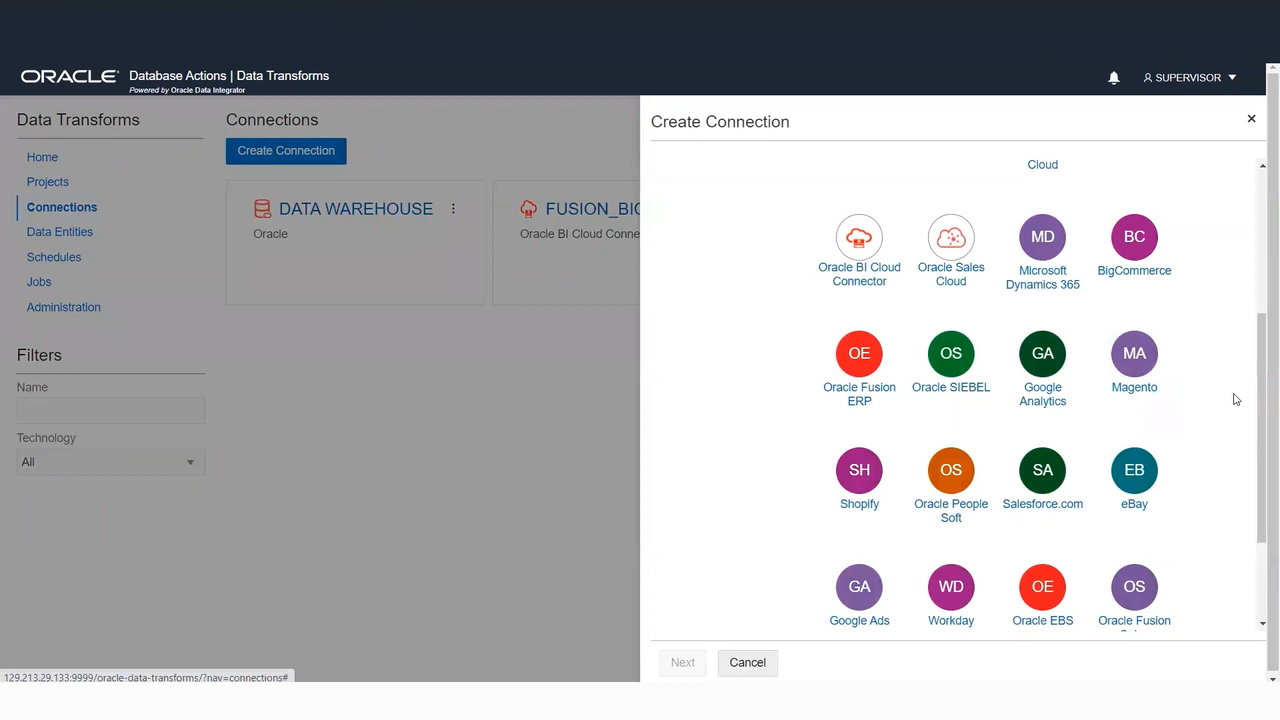 ORACLE Database Actions | Data Transforms
Powered by Oracle Data Integrator
SUPERVISOR
Data Transforms
Home
Projects
Connections
Data Entities
Schedules
Jobs
Administration
Filters
Name
Technology
All
Connections
Create Connection
DATA WAREHOUSE
Oracle
FUSION_BIC
Oracle BI Cloud Conne
Create Connection
Cloud
Oracle BI Cloud
Connector
Oracle Sales
Cloud
MD
Microsoft
Dynamics 365
BC
BigCommerce
OE
Oracle Fusion
ERP
OS
Oracle SIEBEL
GA
Google
Analytics
MA
Magento
SH
Shopify
OS
Oracle People
Soft
SA
Salesforce.com
EB
eBay
GA
Google Ads
WD
Workday
OE
Oracle EBS
OS
Oracle Fusion
Next
Cancel
129.213.29.133:9999/oracle-data-transforms/?nav=connections#